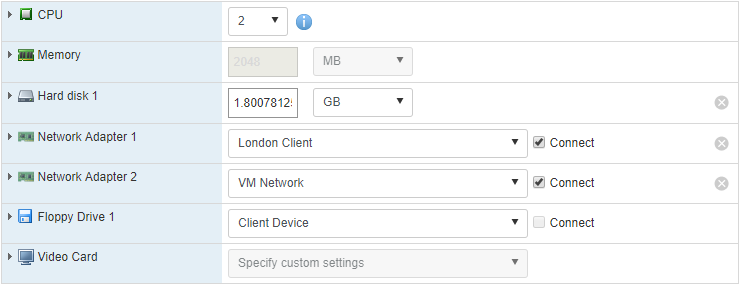 CPU 2
Memory 2048 MB
Hard disk 1 1.8007812 GB
Network Adapter 1 London Client Connect
Network Adapter 2 VM Network Connect
Floppy Drive 1 Client Device Connect
Video Card Specify custom settings